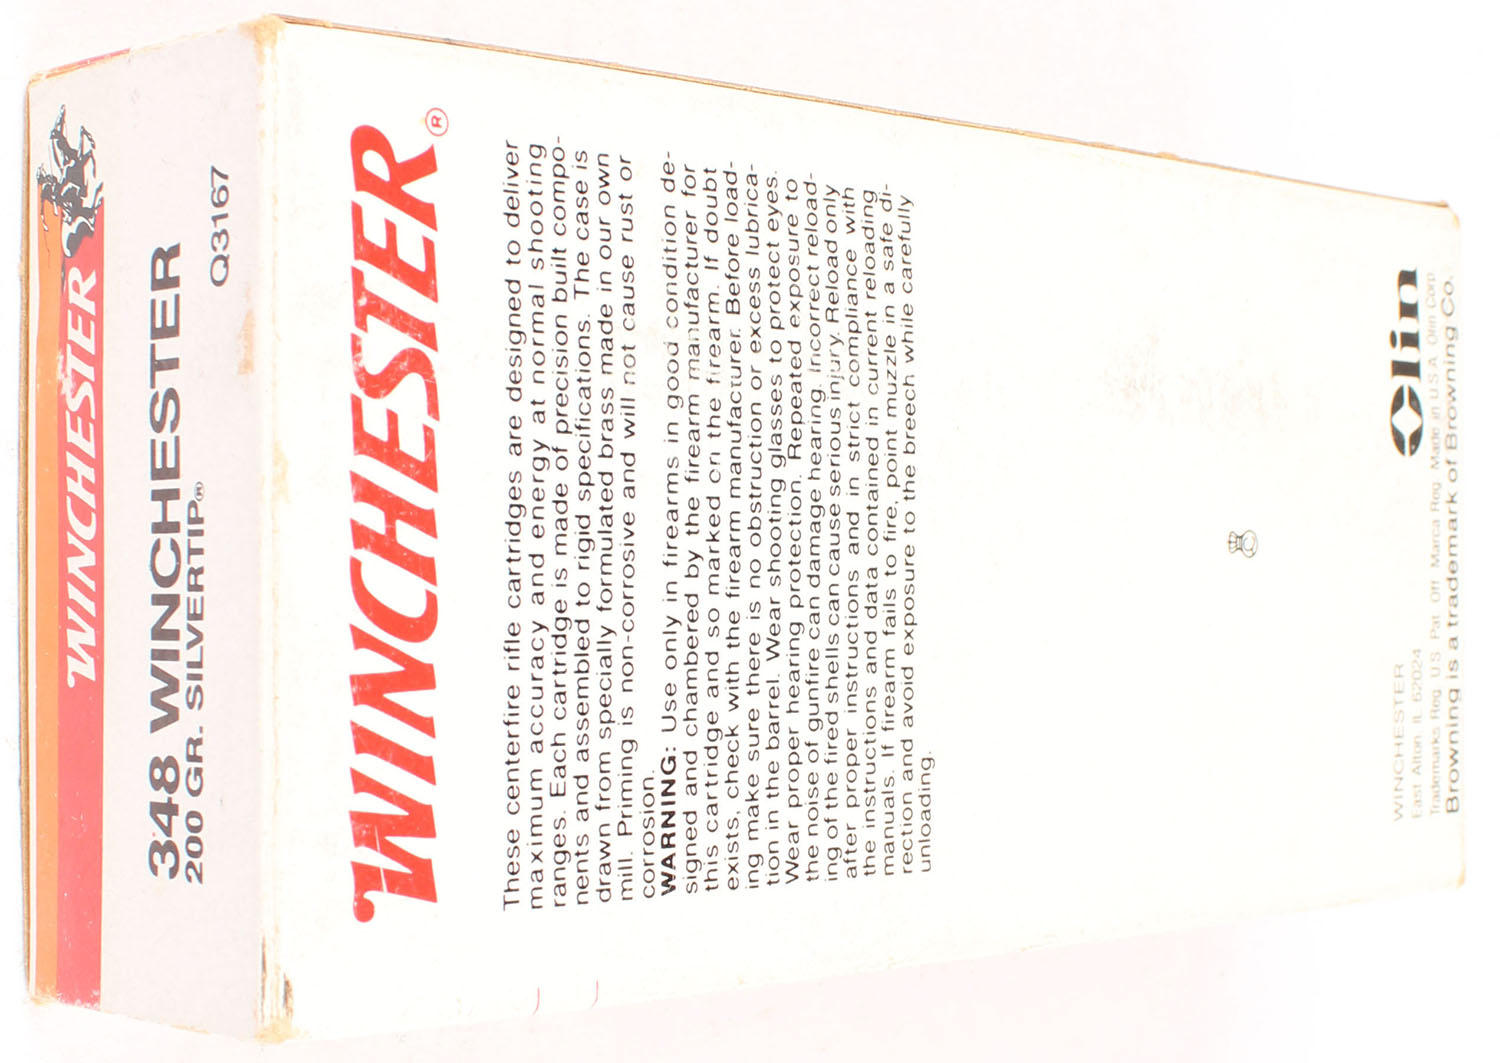 WINCHESTER
348 WINCHESTER
200 GR. SILVERTIP®
Q3167
WINCHESTER®
These centerfire rifle cartridges are designed to deliver
maximum accuracy and energy at normal shooting
ranges. Each cartridge is made of precision built compo-
nents and assembled to rigid specifications. The case is
drawn from specially formulated brass made in our own
mill. Priming is non-corrosive and will not cause rust or
corrosion.
WARNING: Use only in firearms in good condition de-
signed and chambered by the firearm manufacturer for
this cartridge and so marked on the firearm. If doubt
exists, check with the firearm manufacturer. Before load-
ing make sure there is no obstruction or excess lubrica-
tion in the barrel. Wear shooting glasses to protect eyes.
Wear proper hearing protection. Repeated exposure to
the noise of gunfire can damage hearing. Incorrect reload-
ing of the fired shells can cause serious injury. Reload only
after proper instructions and in strict compliance with
the instructions and data contained in current reloading
manuals. If firearm fails to fire, point muzzle in a safe di-
rection and avoid exposure to the breech while carefully
unloading.
Olin
WINCHESTER
East Alton, IL 62024
Trademarks Reg U.S. Pat Off Marca Reg Made in U.S.A. Olin Corp
Browning is a trademark of Browning Co.